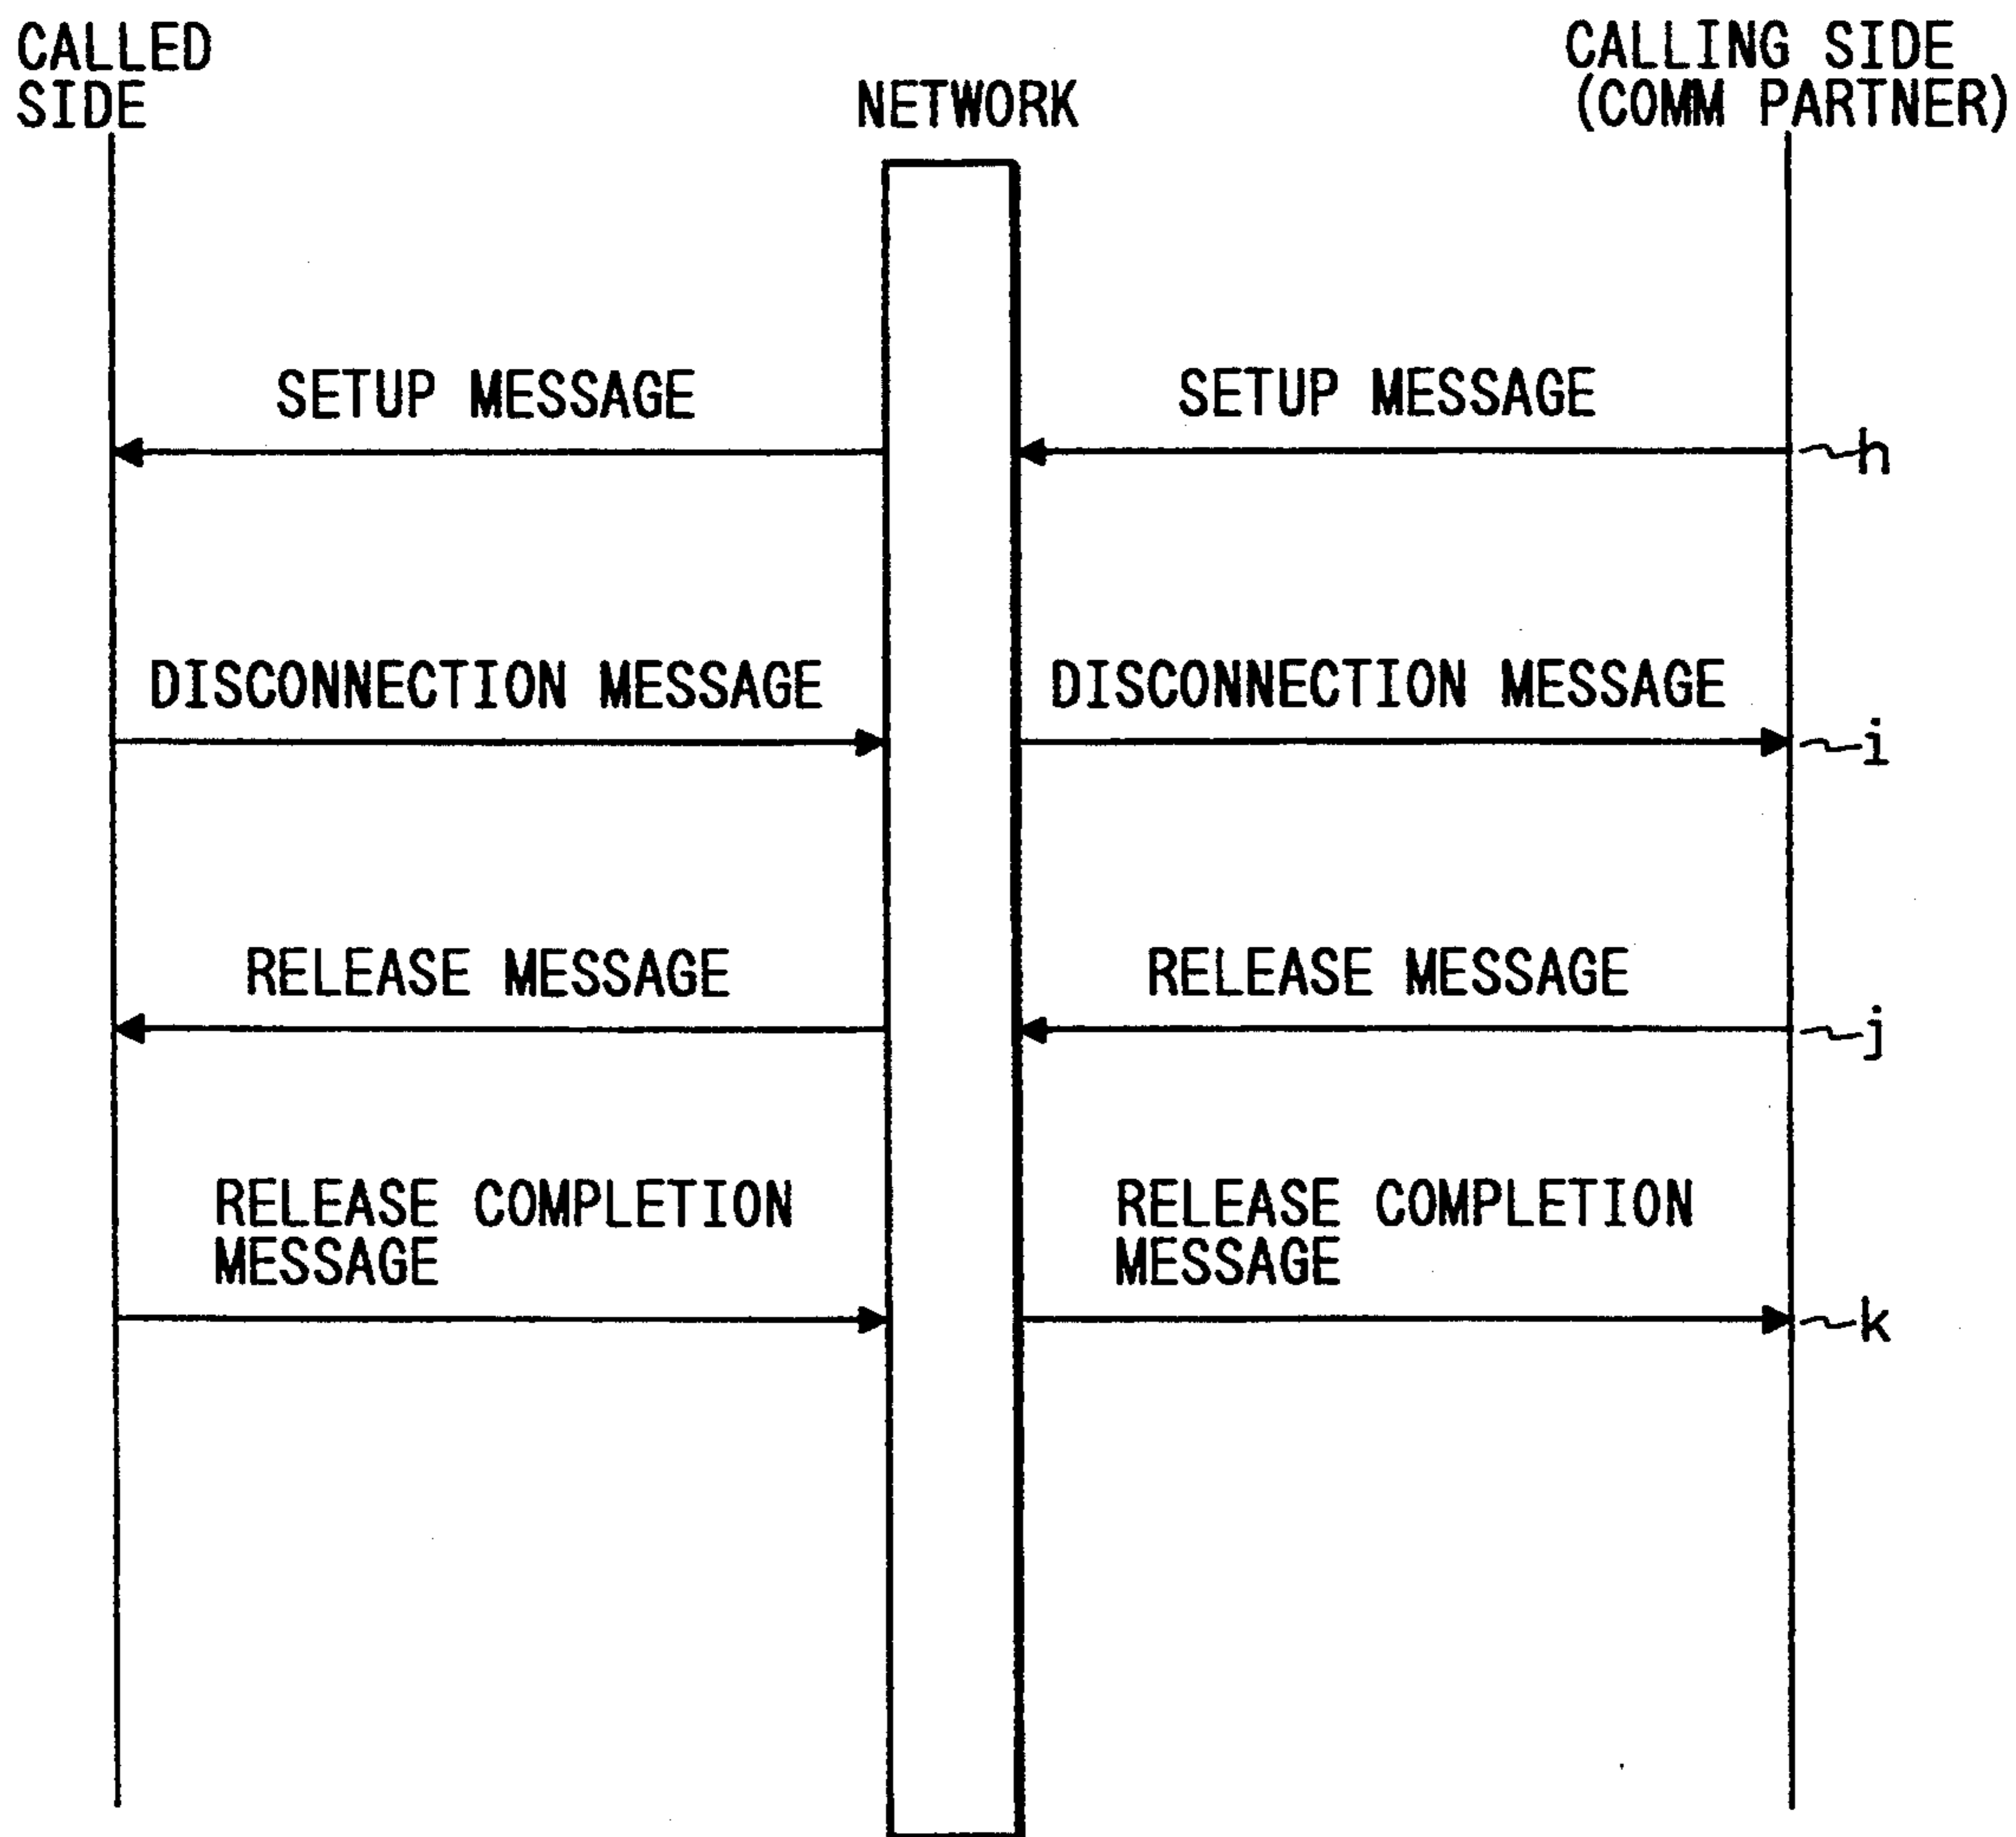 CALLED
SIDE
NETWORK
CALLING SIDE
(COMM PARTNER)
SETUP MESSAGE
SETUP MESSAGE
h
DISCONNECTION MESSAGE
DISCONNECTION MESSAGE
i
RELEASE MESSAGE
RELEASE MESSAGE
j
RELEASE COMPLETION
MESSAGE
RELEASE COMPLETION
MESSAGE
k